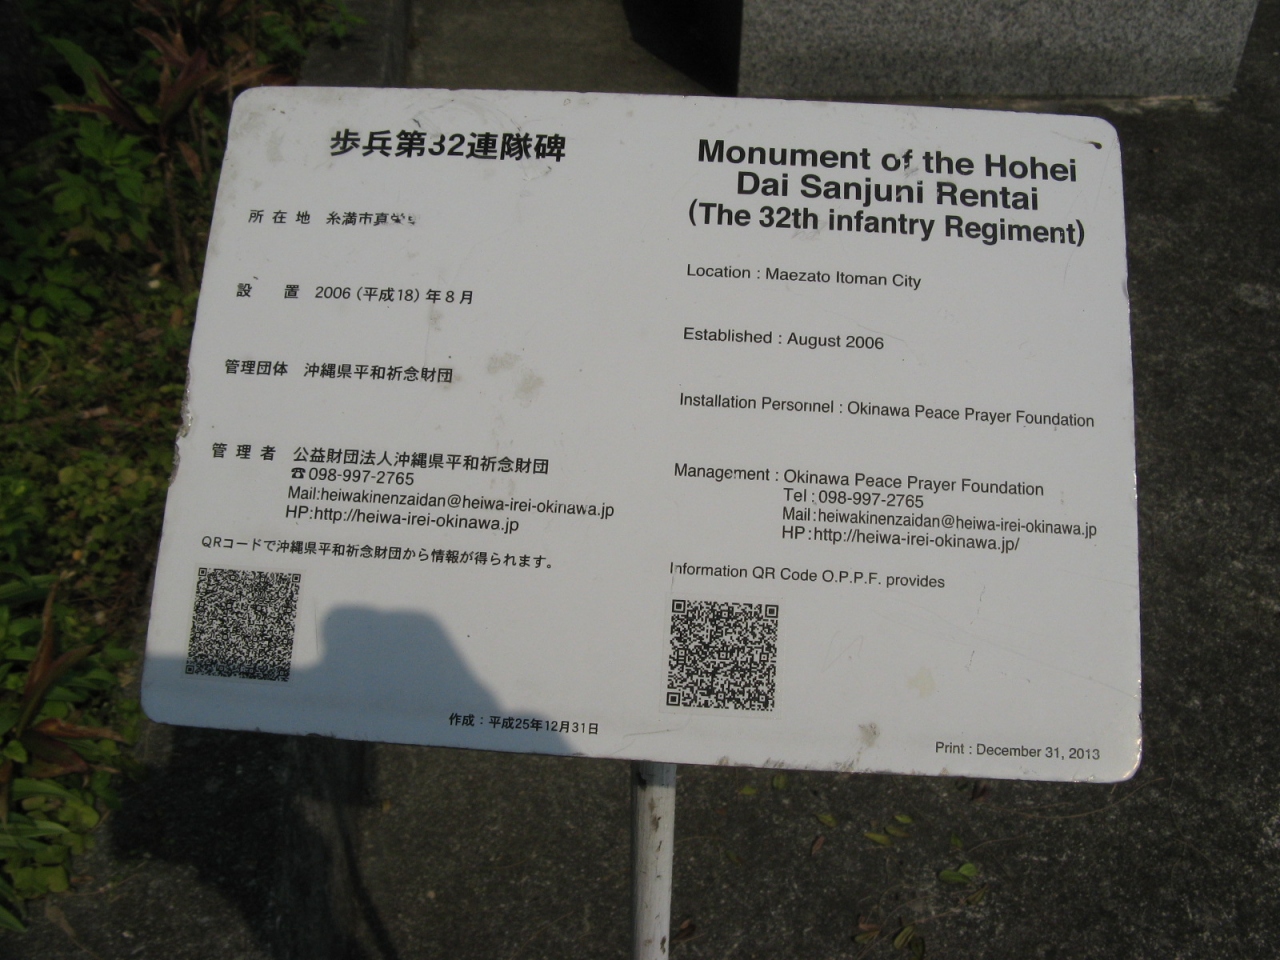 歩兵第32連隊碑
所在地 糸満市真栄里
設 置 2006（平成18）年8月
管理団体 沖縄県平和祈念財団
管理者 公益財団法人沖縄県平和祈念財団
☎098-997-2765
Mail:heiwakinenzaidan@heiwa-irei-okinawa.jp
HP:http://heiwa-irei-okinawa.jp
QRコードで沖縄県平和祈念財団から情報が得られます。
作成：平成25年12月31日
Monument of the Hohei
Dai Sanjuni Rentai
(The 32th infantry Regiment)
Location : Maezato Itoman City
Established : August 2006
Installation Personnel : Okinawa Peace Prayer Foundation
Management : Okinawa Peace Prayer Foundation
Tel : 098-997-2765
Mail : heiwakinenzaidan@heiwa-irei-okinawa.jp
HP : http://heiwa-irei-okinawa.jp/
Information QR Code O.P.P.F. provides
Print : December 31, 2013